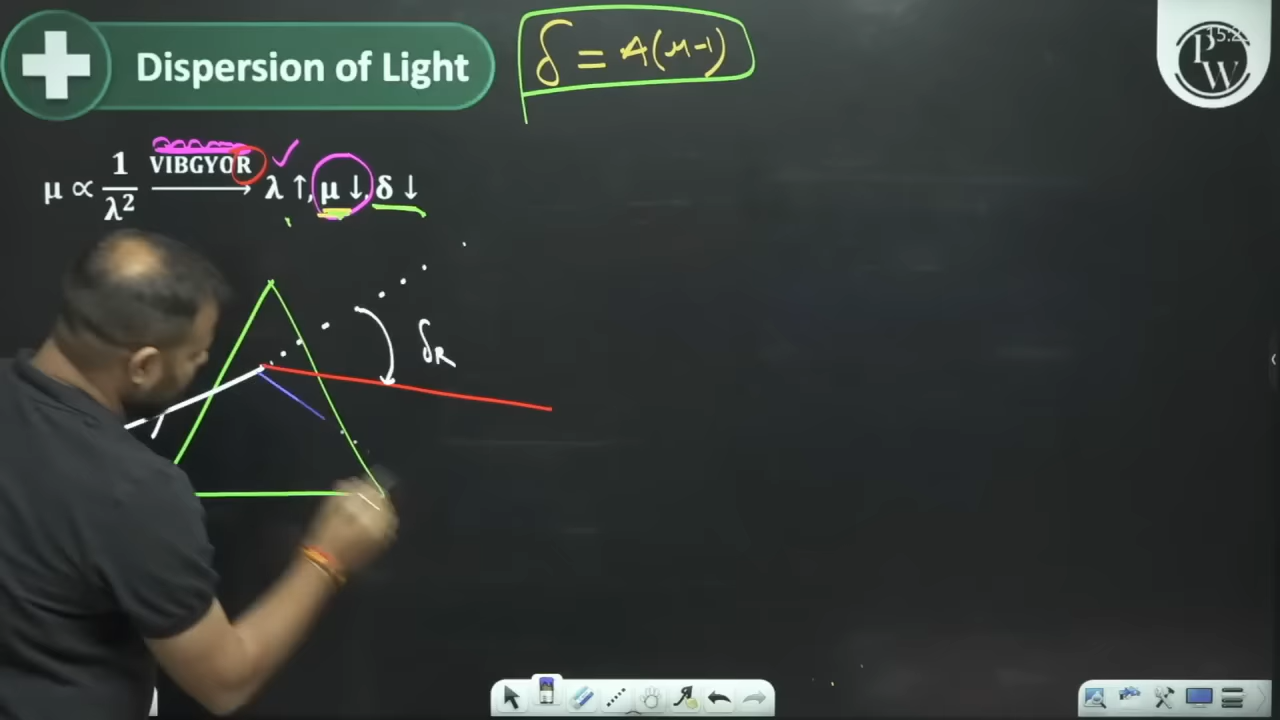 Dispersion of Light
δ = A(μ-1)
μ ∝ 1/λ² VIBGYOR λ ↑, μ ↓, δ ↓
δR
PW